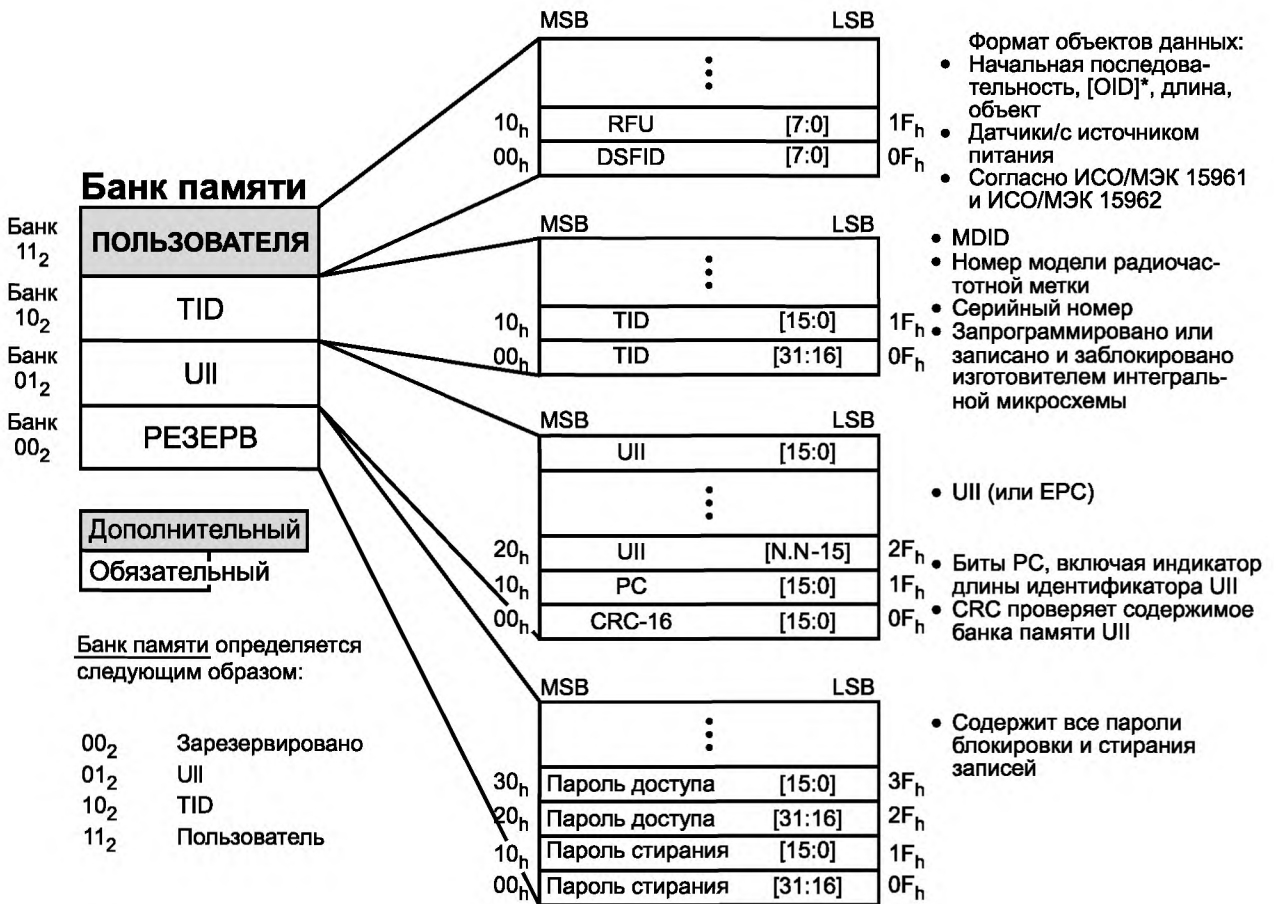 MSB LSB
10h RFU [7:0] 1Fh
00h DSFID [7:0] 0Fh
Формат объектов данных:
• Начальная последова-
тельность, [OID]*, длина,
объект
• Датчики/с источником
питания
• Согласно ИСО/МЭК 15961
и ИСО/МЭК 15962
Банк памяти
Банк
11₂
ПОЛЬЗОВАТЕЛЯ
Банк
10₂
TID
Банк
01₂
UII
Банк
00₂
РЕЗЕРВ
MSB LSB
10h TID [15:0] 1Fh
00h TID [31:16] 0Fh
• MDID
• Номер модели радиочас-
тотной метки
• Серийный номер
• Запрограммировано или
записано и заблокировано
изготовителем интеграль-
ной микросхемы
MSB LSB
UII [15:0]
20h UII [N.N-15] 2Fh
10h PC [15:0] 1Fh
00h CRC-16 [15:0] 0Fh
• UII (или EPC)
• Биты PC, включая индикатор
длины идентификатора UII
• CRC проверяет содержимое
банка памяти UII
Дополнительный
Обязательный
Банк памяти определяется
следующим образом:
00₂ Зарезервировано
01₂ UII
10₂ TID
11₂ Пользователь
MSB LSB
30h Пароль доступа [15:0] 3Fh
20h Пароль доступа [31:16] 2Fh
10h Пароль стирания [15:0] 1Fh
00h Пароль стирания [31:16] 0Fh
• Содержит все пароли
блокировки и стирания
записей